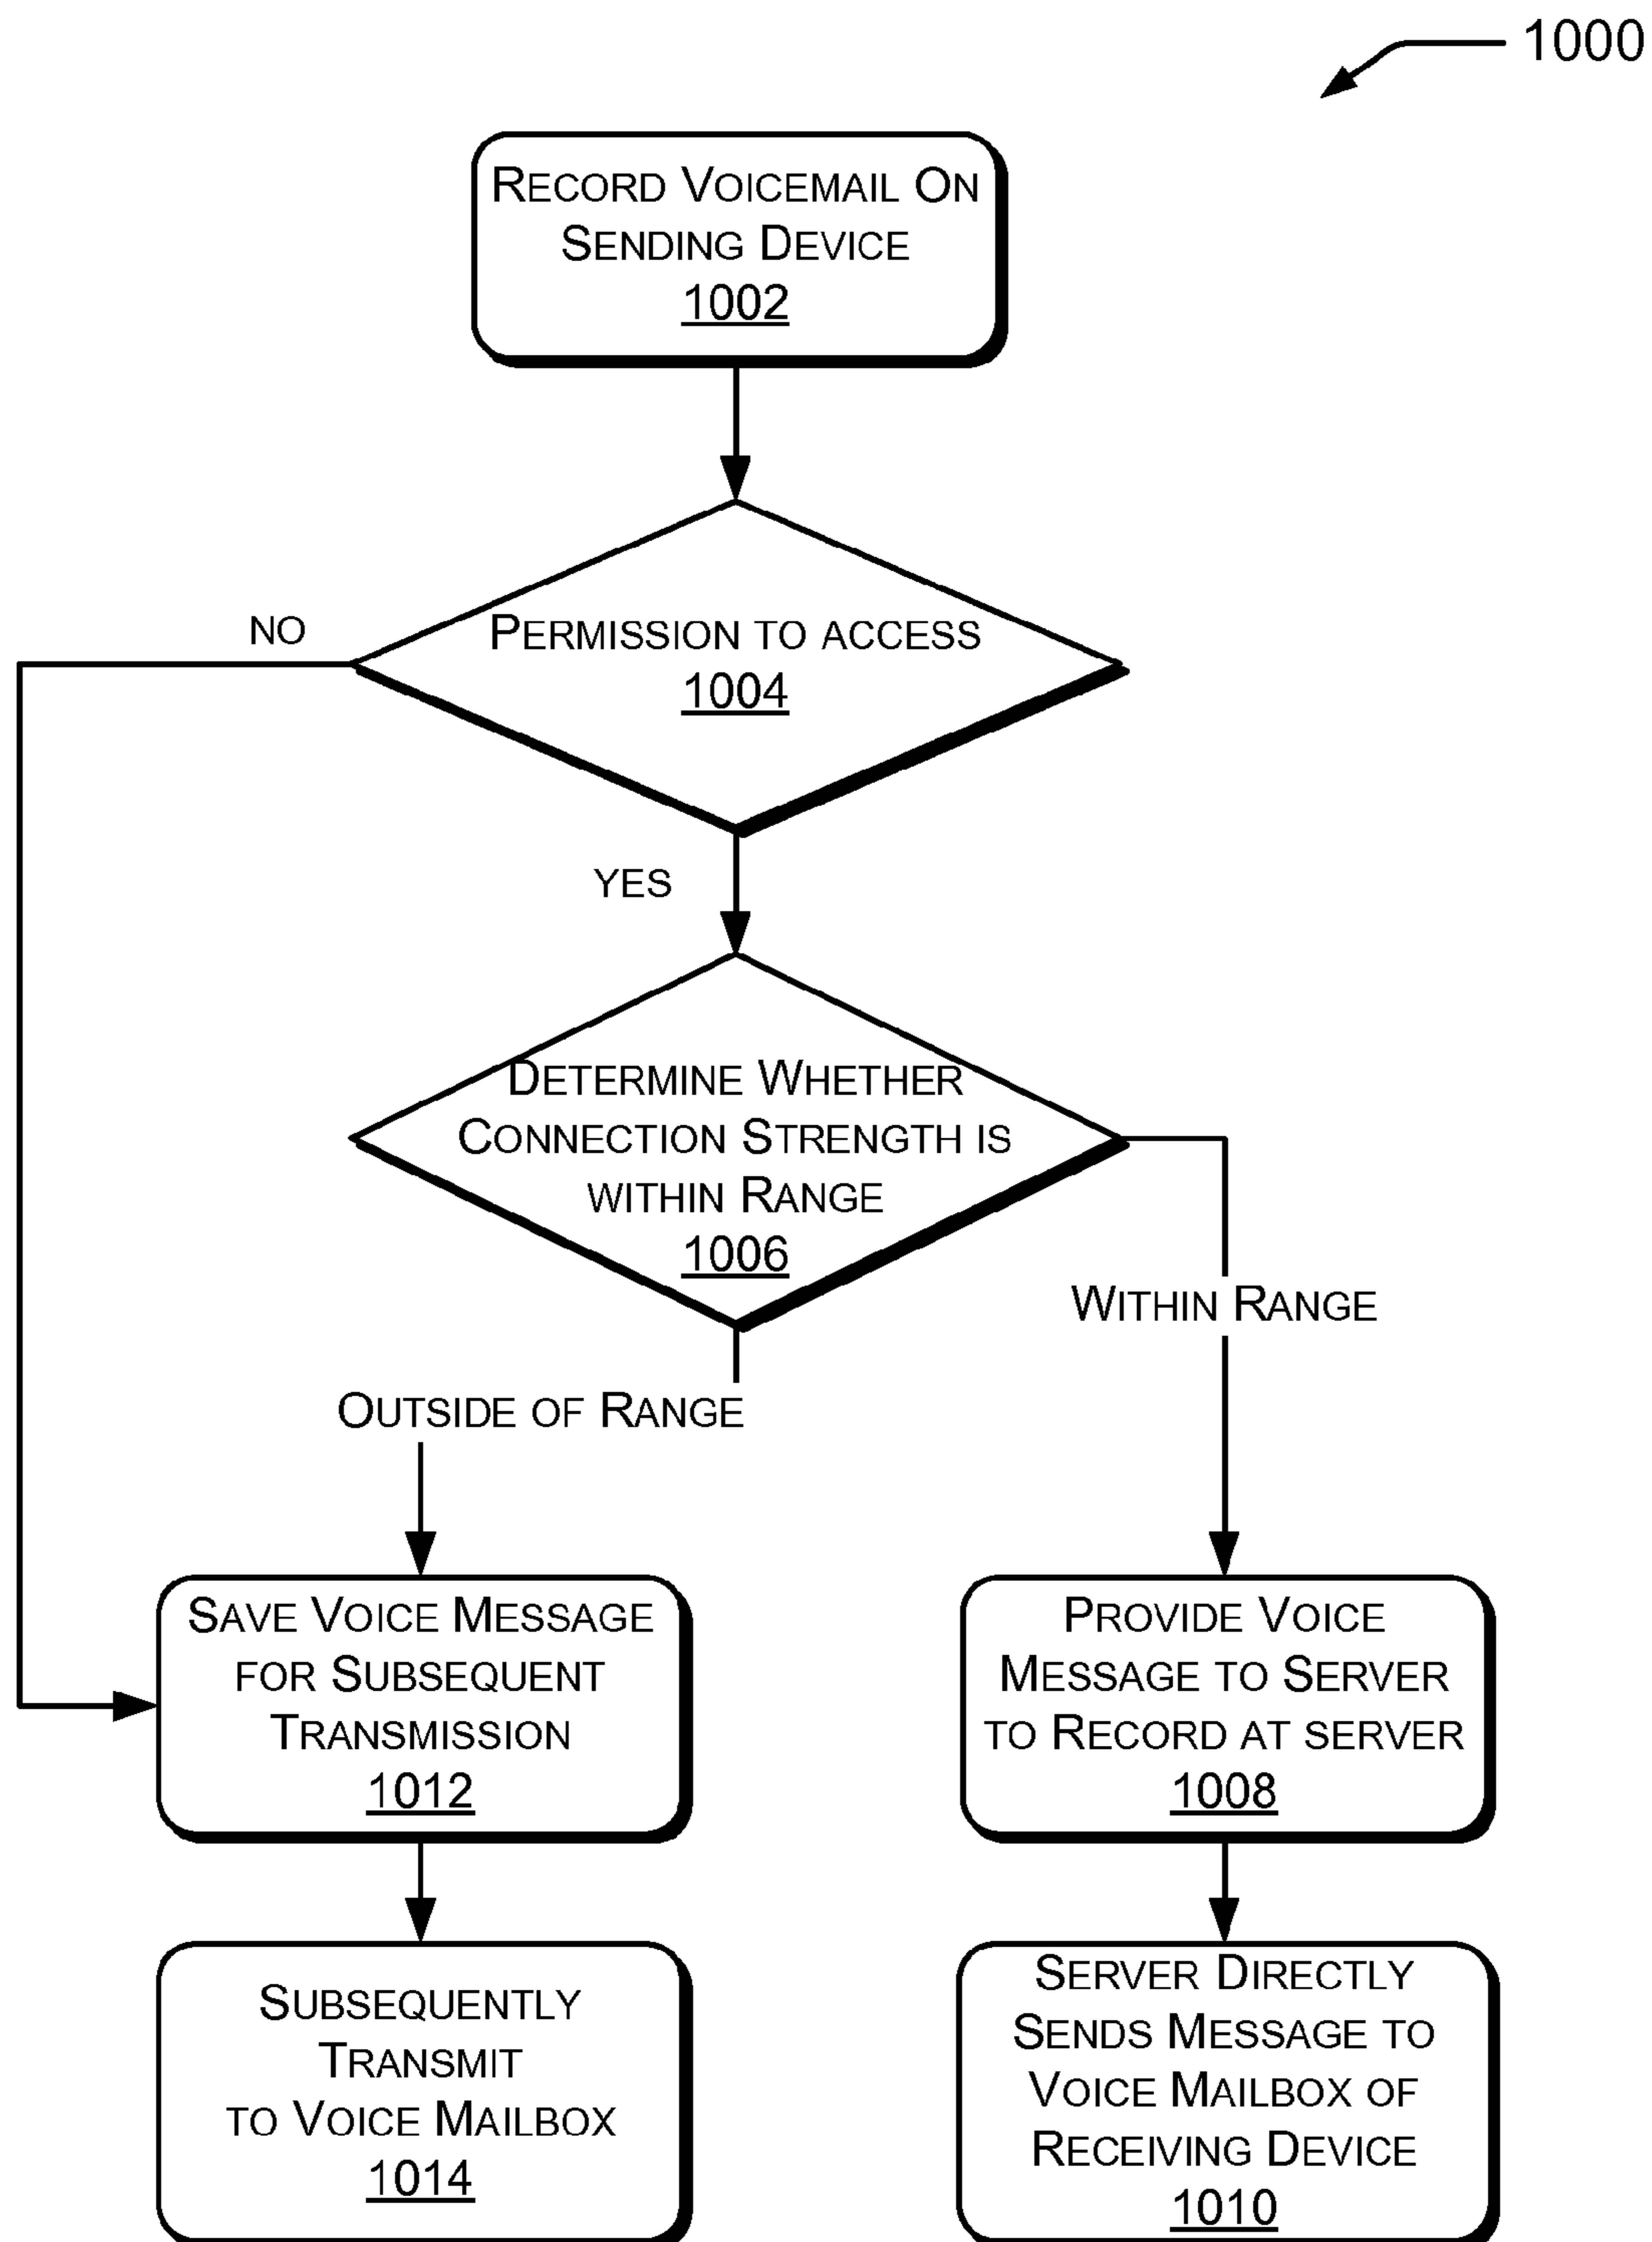 1000
RECORD VOICEMAIL ON
SENDING DEVICE
1002
NO
PERMISSION TO ACCESS
1004
YES
DETERMINE WHETHER
CONNECTION STRENGTH IS
WITHIN RANGE
1006
WITHIN RANGE
OUTSIDE OF RANGE
SAVE VOICE MESSAGE
FOR SUBSEQUENT
TRANSMISSION
1012
PROVIDE VOICE
MESSAGE TO SERVER
TO RECORD AT SERVER
1008
SUBSEQUENTLY
TRANSMIT
TO VOICE MAILBOX
1014
SERVER DIRECTLY
SENDS MESSAGE TO
VOICE MAILBOX OF
RECEIVING DEVICE
1010